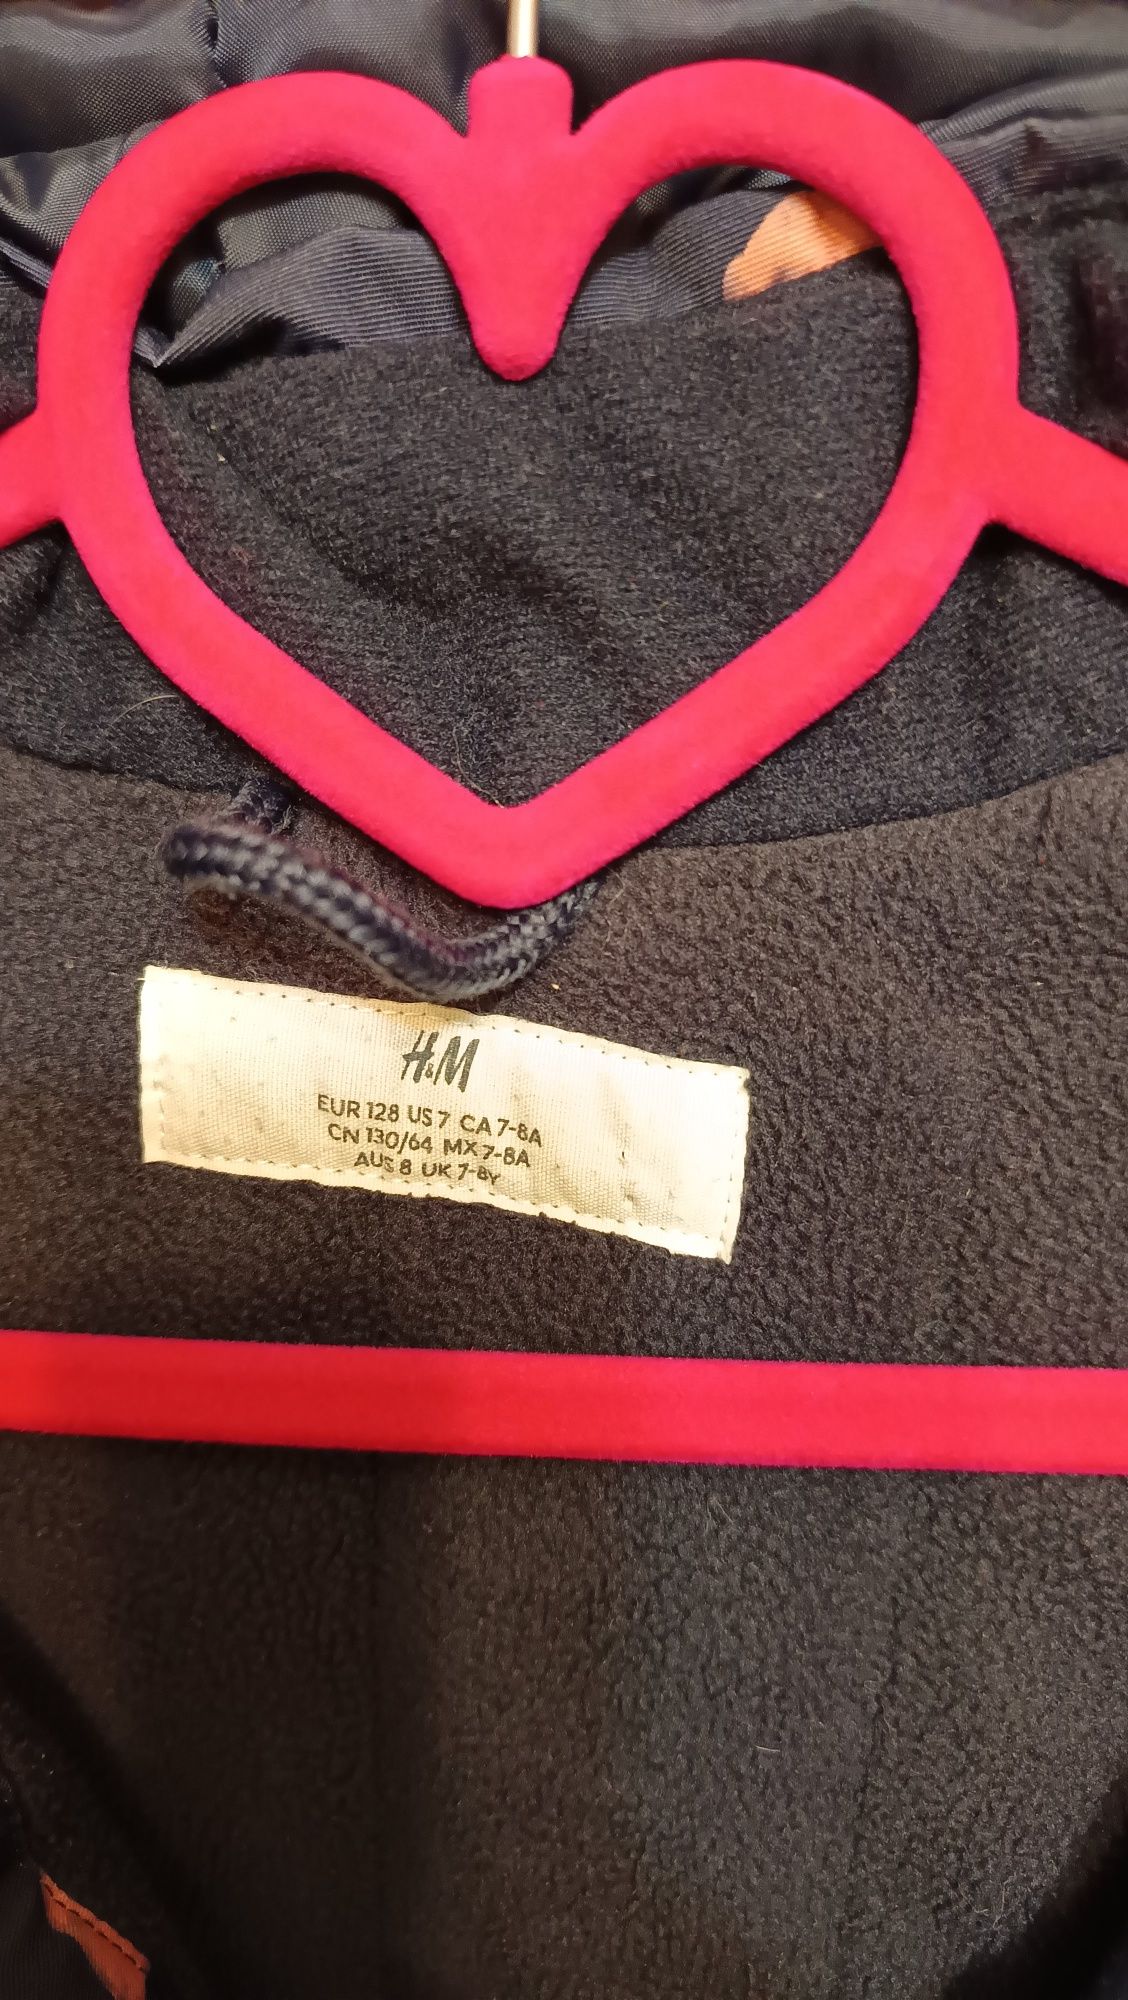 H&M
EUR 128 US 7 CA 7-8A
CN 130/64 MX 7-8A
AUS 8 UK 7-8Y